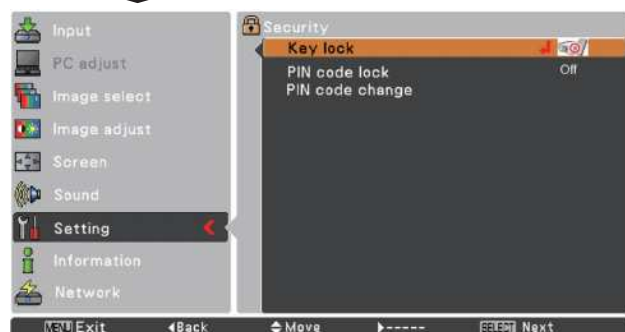 Input
PC adjust
Image select
Image adjust
Screen
Sound
Setting
Information
Network
Security
Key lock
PIN code lock Off
PIN code change
MENU Exit ◀Back ⬍Move ▶----- SELECT Next